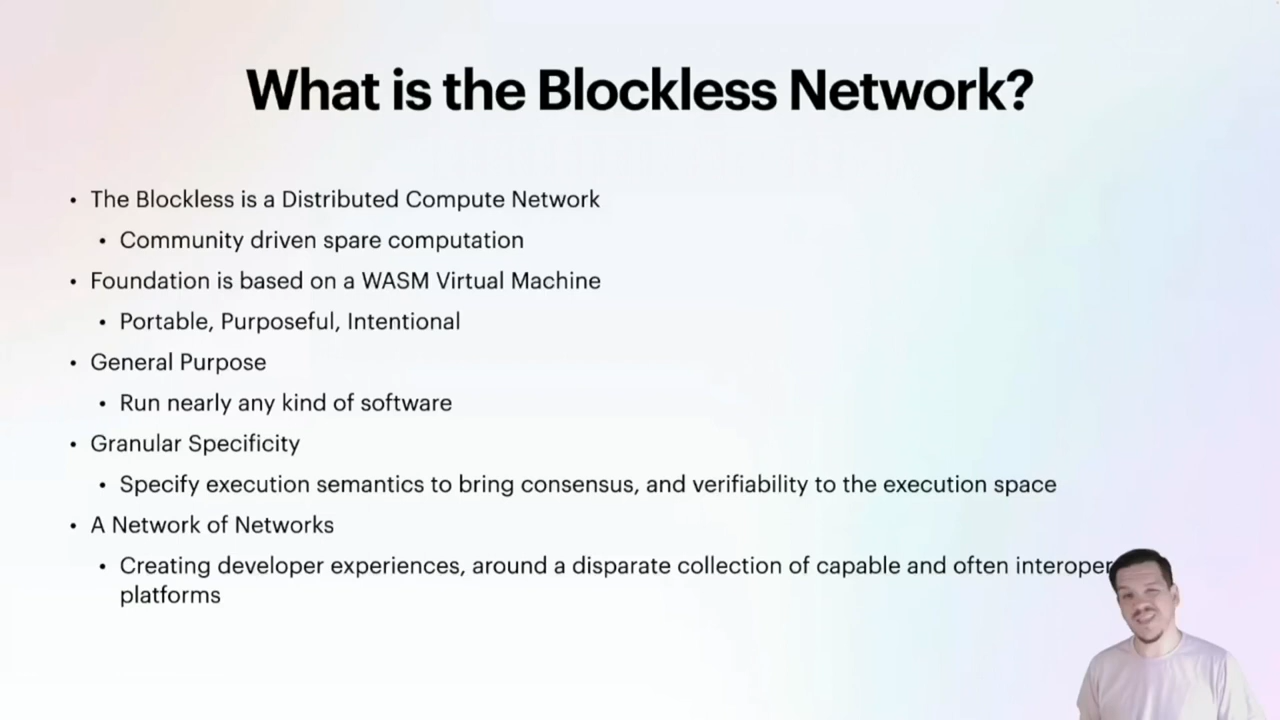 What is the Blockless Network?
• The Blockless is a Distributed Compute Network
• Community driven spare computation
• Foundation is based on a WASM Virtual Machine
• Portable, Purposeful, Intentional
• General Purpose
• Run nearly any kind of software
• Granular Specificity
• Specify execution semantics to bring consensus, and verifiability to the execution space
• A Network of Networks
• Creating developer experiences, around a disparate collection of capable and often
platforms